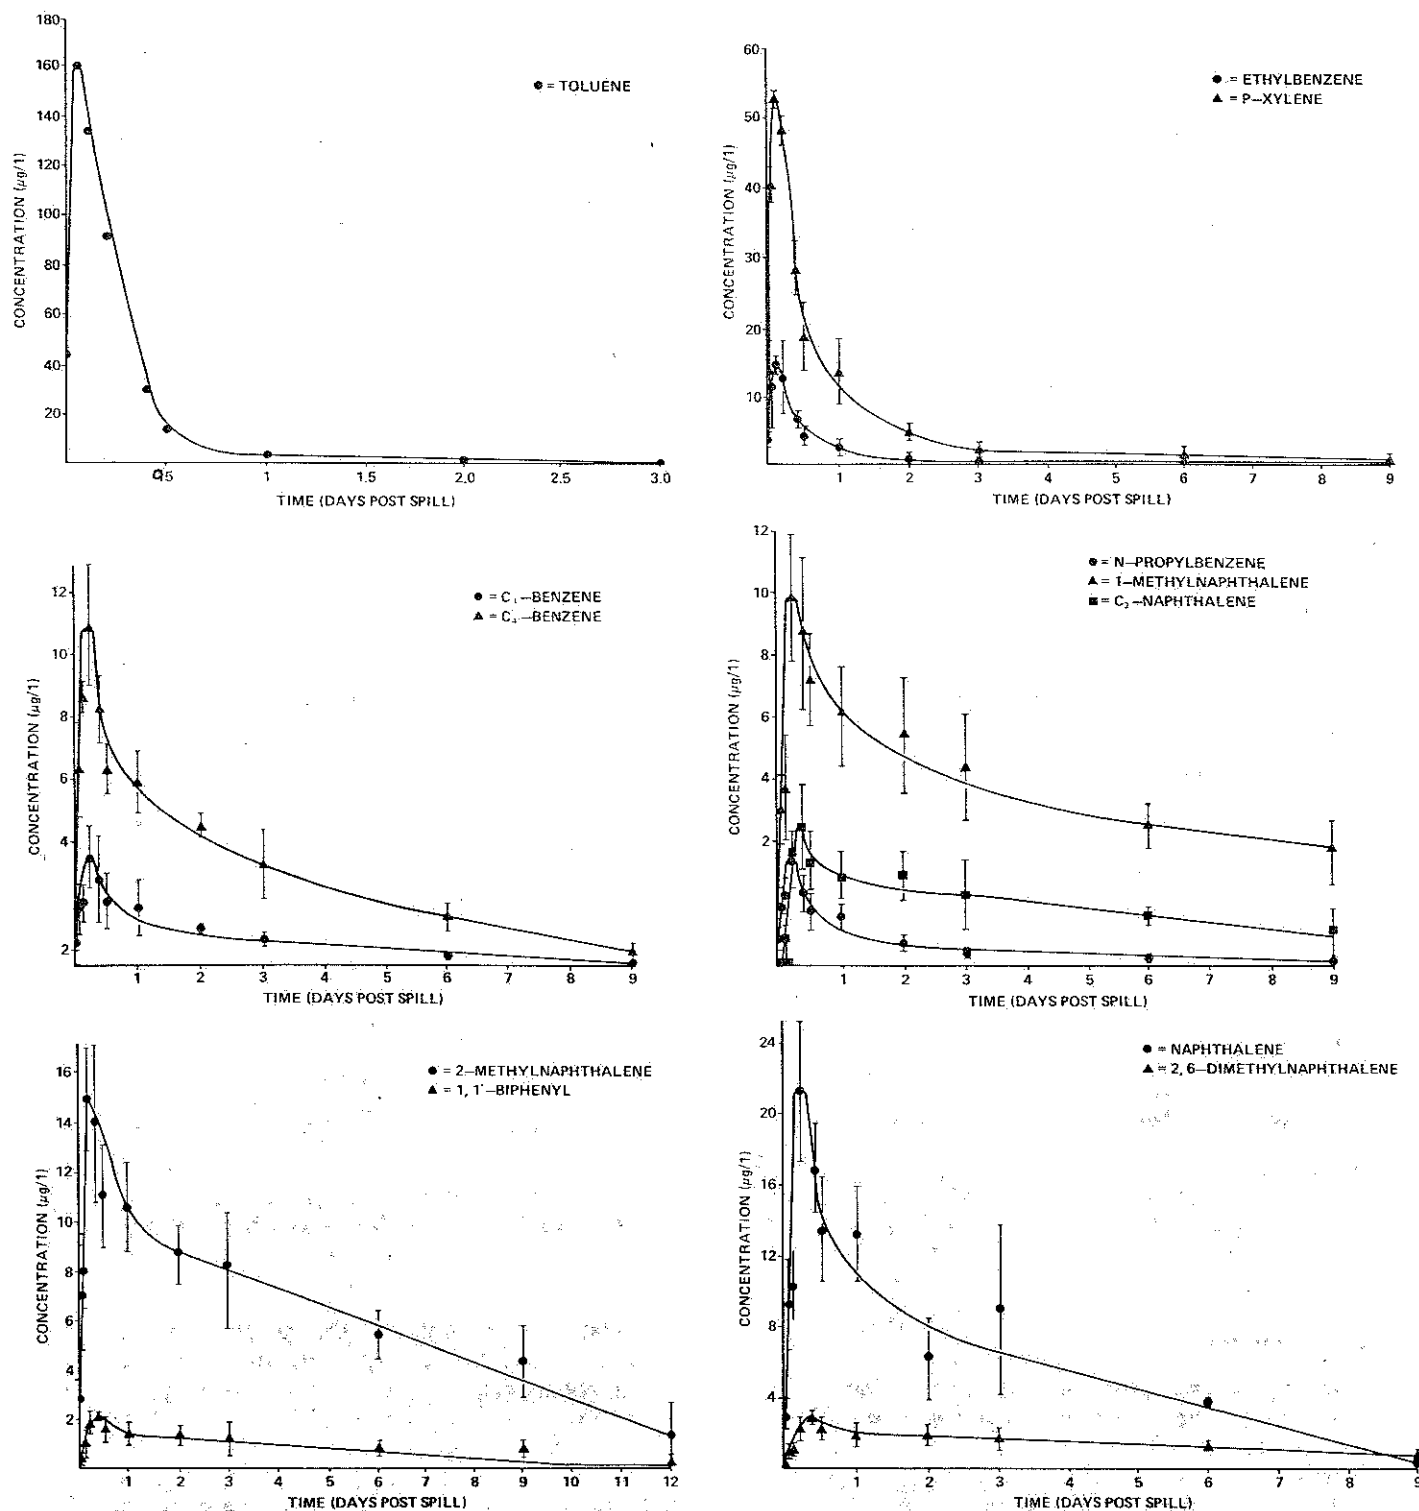 180
160
140
120
100
80
60
40
20
CONCENTRATION (µg/1)
● = TOLUENE
0.5 1 1.5 2.0 2.5 3.0
TIME (DAYS POST SPILL)
60
50
40
30
20
10
CONCENTRATION (µg/1)
● = ETHYLBENZENE
▲ = P—XYLENE
1 2 3 4 5 6 7 8 9
TIME (DAYS POST SPILL)
12
10
8
6
4
2
CONCENTRATION (µg/1)
—BENZENE
—BENZENE
1 2 3 4 5 6 7 8 9
TIME (DAYS POST SPILL)
12
10
8
6
4
2
CONCENTRATION (µg/1)
● = N—PROPYLBENZENE
▲ = 1—METHYLNAPHTHALENE
■ = C₂—NAPHTHALENE
1 2 3 4 5 6 7 8 9
TIME (DAYS POST SPILL)
16
14
12
10
8
6
4
2
CONCENTRATION (µg/1)
● = 2—METHYLNAPHTHALENE
▲ = 1, 1'—BIPHENYL
1 2 3 4 5 6 7 8 9 10 11 12
TIME (DAYS POST SPILL)
24
20
16
12
8
4
CONCENTRATION (µg/1)
● = NAPHTHALENE
▲ = 2, 6—DIMETHYLNAPHTHALENE
1 2 3 4 5 6 7 8 9
TIME (DAYS POST SPILL)